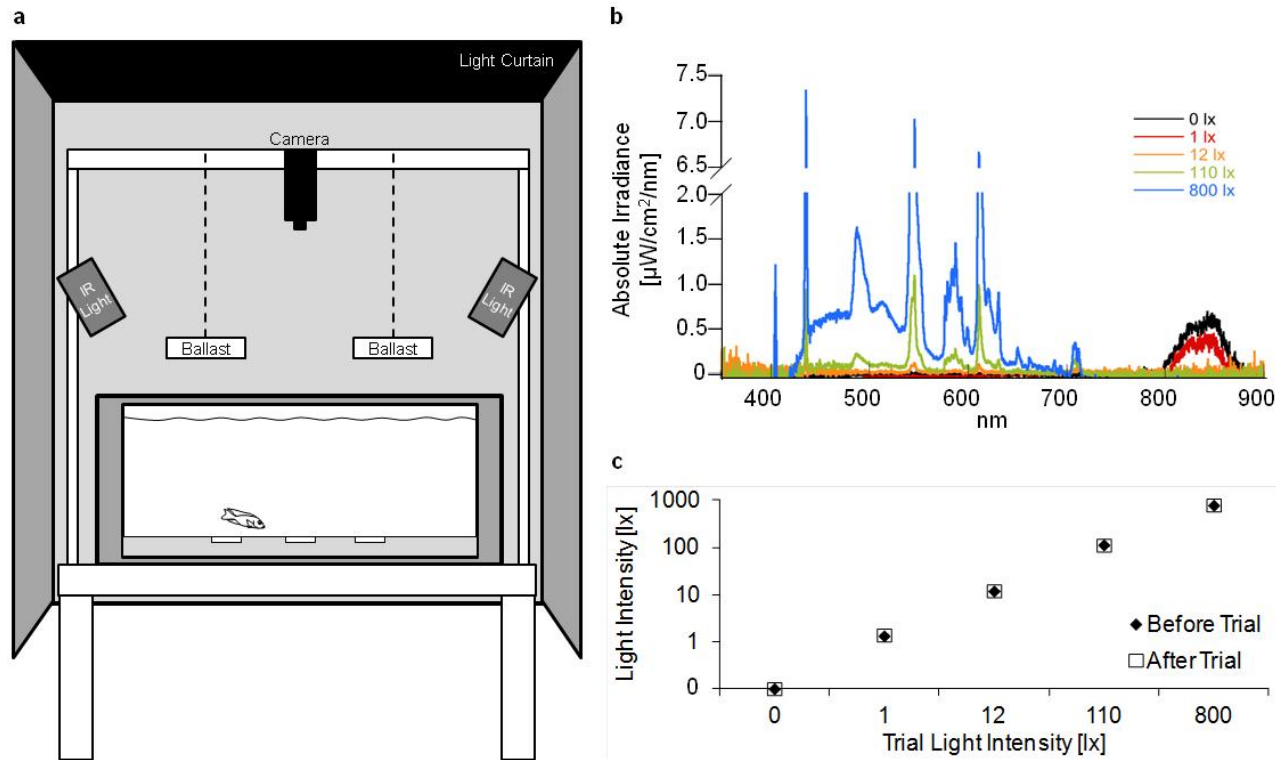 a
Light Curtain
Camera
IR
Light
IR
Light
Ballast
Ballast
b
Absolute Irradiance
[µW/cm²/nm]
7.5
7.0
6.5
2.0
1.5
1.0
0.5
0
0 lx
1 lx
12 lx
110 lx
800 lx
400 500 600 700 800 900
nm
c
Light Intensity [lx]
1000
100
10
1
0
Before Trial
After Trial
0 1 12 110 800
Trial Light Intensity [lx]